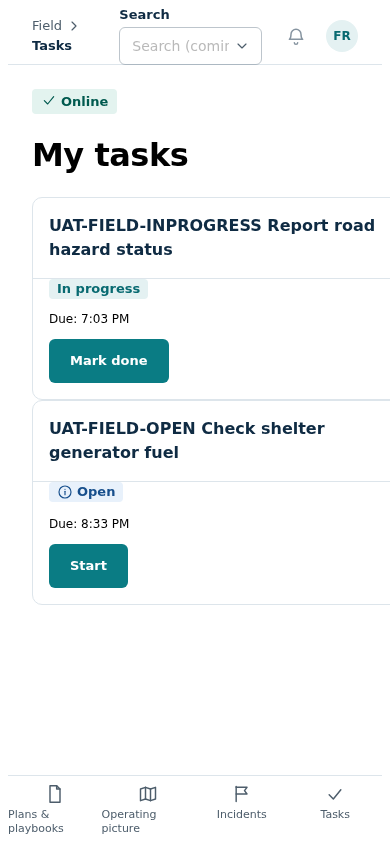 Field
Tasks
Search
Search (comir
FR
Online
My tasks
UAT-FIELD-INPROGRESS Report road
hazard status
In progress
Due: 7:03 PM
Mark done
UAT-FIELD-OPEN Check shelter
generator fuel
Open
Due: 8:33 PM
Start
Plans &
playbooks
Operating
picture
Incidents
Tasks